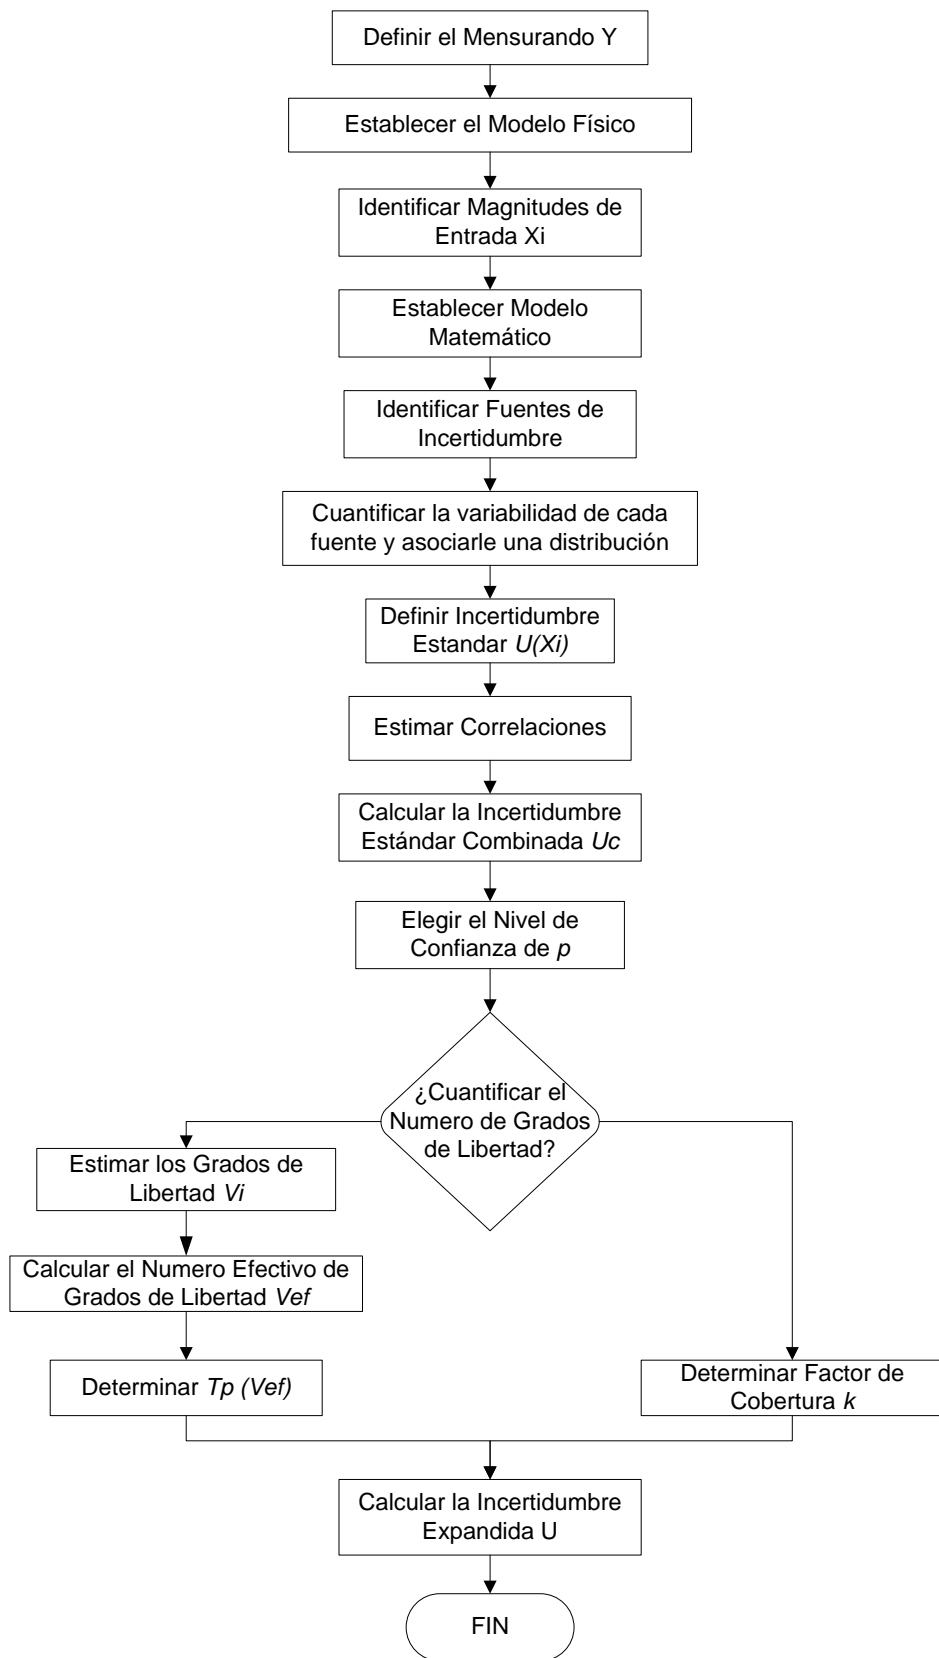 Definir el Mensurando Y
Establecer el Modelo Físico
Identificar Magnitudes de
Entrada Xi
Establecer Modelo
Matemático
Identificar Fuentes de
Incertidumbre
Cuantificar la variabilidad de cada
fuente y asociarle una distribución
Definir Incertidumbre
Estandar U(Xi)
Estimar Correlaciones
Calcular la Incertidumbre
Estándar Combinada Uc
Elegir el Nivel de
Confianza de p
¿Cuantificar el
Numero de Grados
de Libertad?
Estimar los Grados de
Libertad Vi
Calcular el Numero Efectivo de
Grados de Libertad Vef
Determinar Tp (Vef)
Determinar Factor de
Cobertura k
Calcular la Incertidumbre
Expandida U
FIN